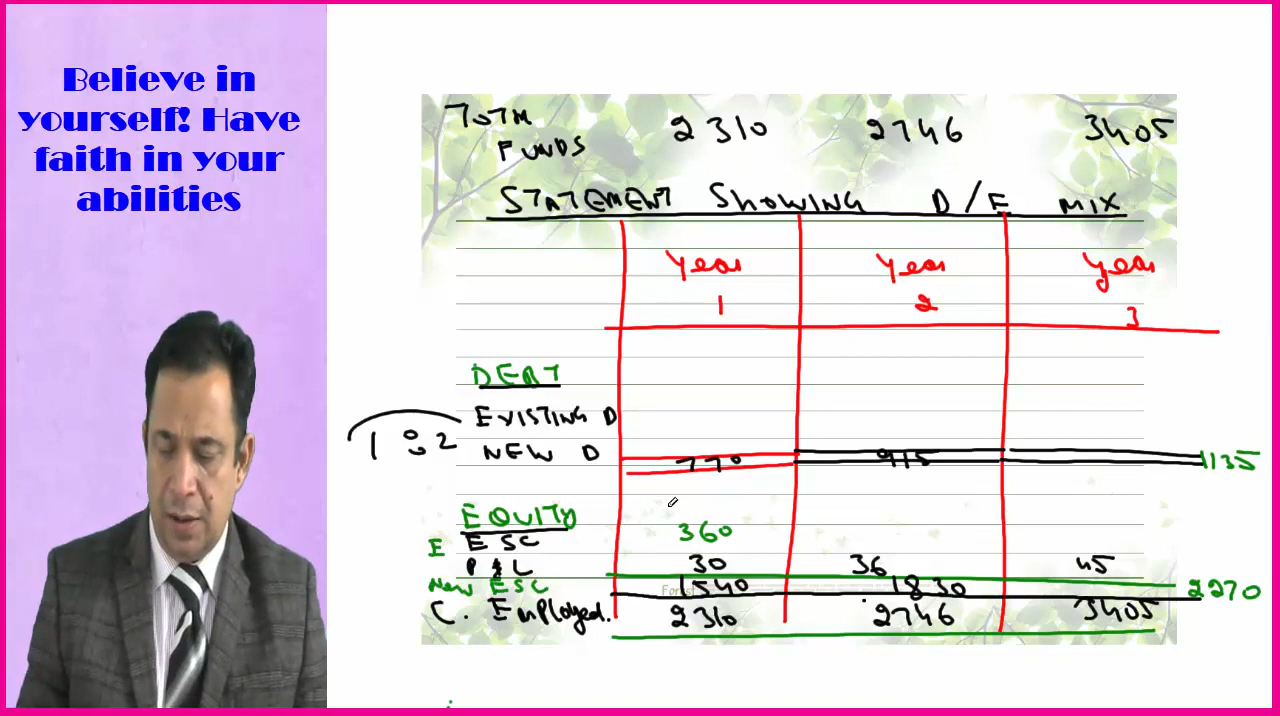 Believe in
yourself! Have
faith in your
abilities
TOTAL 2310 2746 3405
FUNDS
STATEMENT SHOWING D/E MIX
Year Year Year
1 2 3
DEBT
EXISTING D
1:2 NEW D
770 915 1135
EQUITY
E ESC 360
P & L 30 36 45
New ESC 1540 1830 2270
C. Employed. 2310 2746 3405